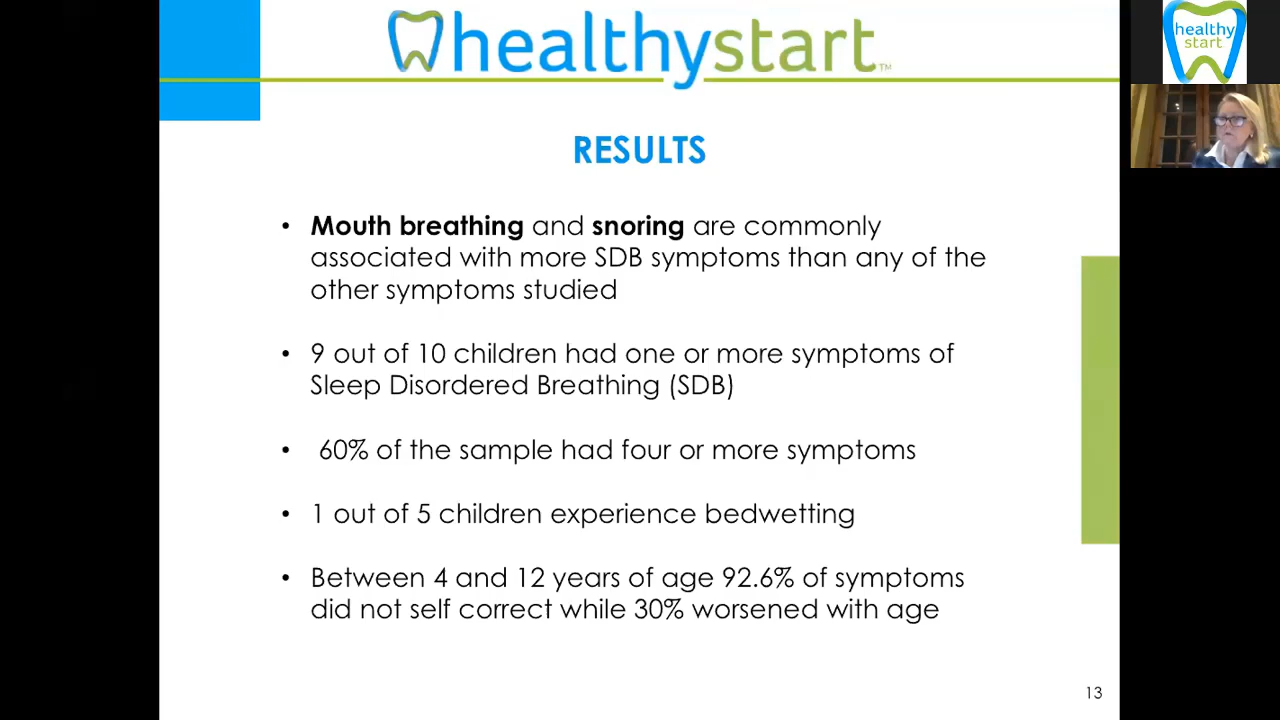 healthystart™
healthy
start
RESULTS
• Mouth breathing and snoring are commonly
associated with more SDB symptoms than any of the
other symptoms studied
• 9 out of 10 children had one or more symptoms of
Sleep Disordered Breathing (SDB)
• 60% of the sample had four or more symptoms
• 1 out of 5 children experience bedwetting
• Between 4 and 12 years of age 92.6% of symptoms
did not self correct while 30% worsened with age
13